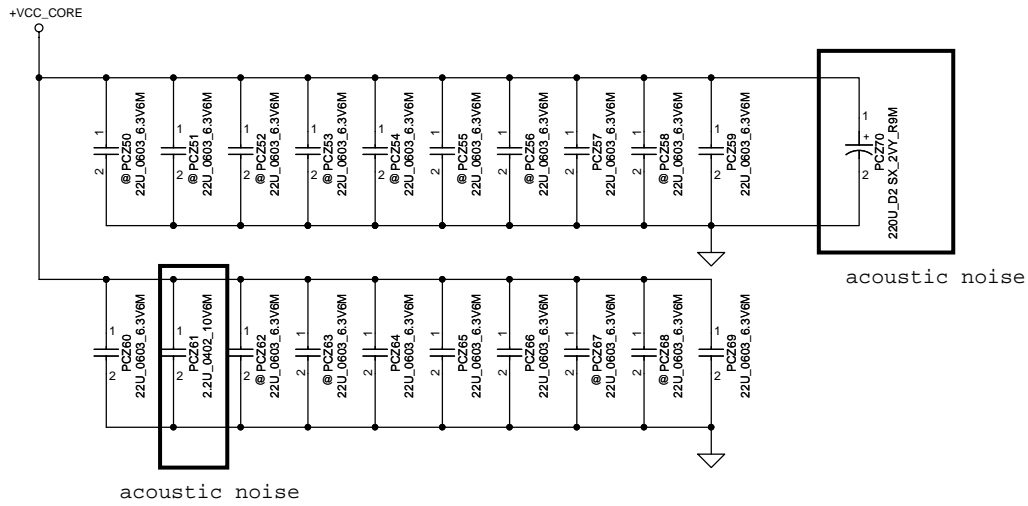 +VCC_CORE
1
2
@ PCZ50
22U_0603_6.3V6M
1
2
@ PCZ51
22U_0603_6.3V6M
1
2
@ PCZ52
22U_0603_6.3V6M
1
2
@ PCZ53
22U_0603_6.3V6M
1
2
@ PCZ54
22U_0603_6.3V6M
1
2
@ PCZ55
22U_0603_6.3V6M
1
2
@ PCZ56
22U_0603_6.3V6M
1
2
PCZ57
22U_0603_6.3V6M
1
2
@ PCZ58
22U_0603_6.3V6M
1
2
PCZ59
22U_0603_6.3V6M
1
+
2
PCZ70
220U_D2 SX_2VY_R9M
acoustic noise
1
2
PCZ60
22U_0603_6.3V6M
1
2
PCZ61
2.2U_0402_10V6M
1
2
@ PCZ62
22U_0603_6.3V6M
1
2
@ PCZ63
22U_0603_6.3V6M
1
2
PCZ64
22U_0603_6.3V6M
1
2
PCZ65
22U_0603_6.3V6M
1
2
PCZ66
22U_0603_6.3V6M
1
2
@ PCZ67
22U_0603_6.3V6M
1
2
@ PCZ68
22U_0603_6.3V6M
1
2
PCZ69
22U_0603_6.3V6M
acoustic noise